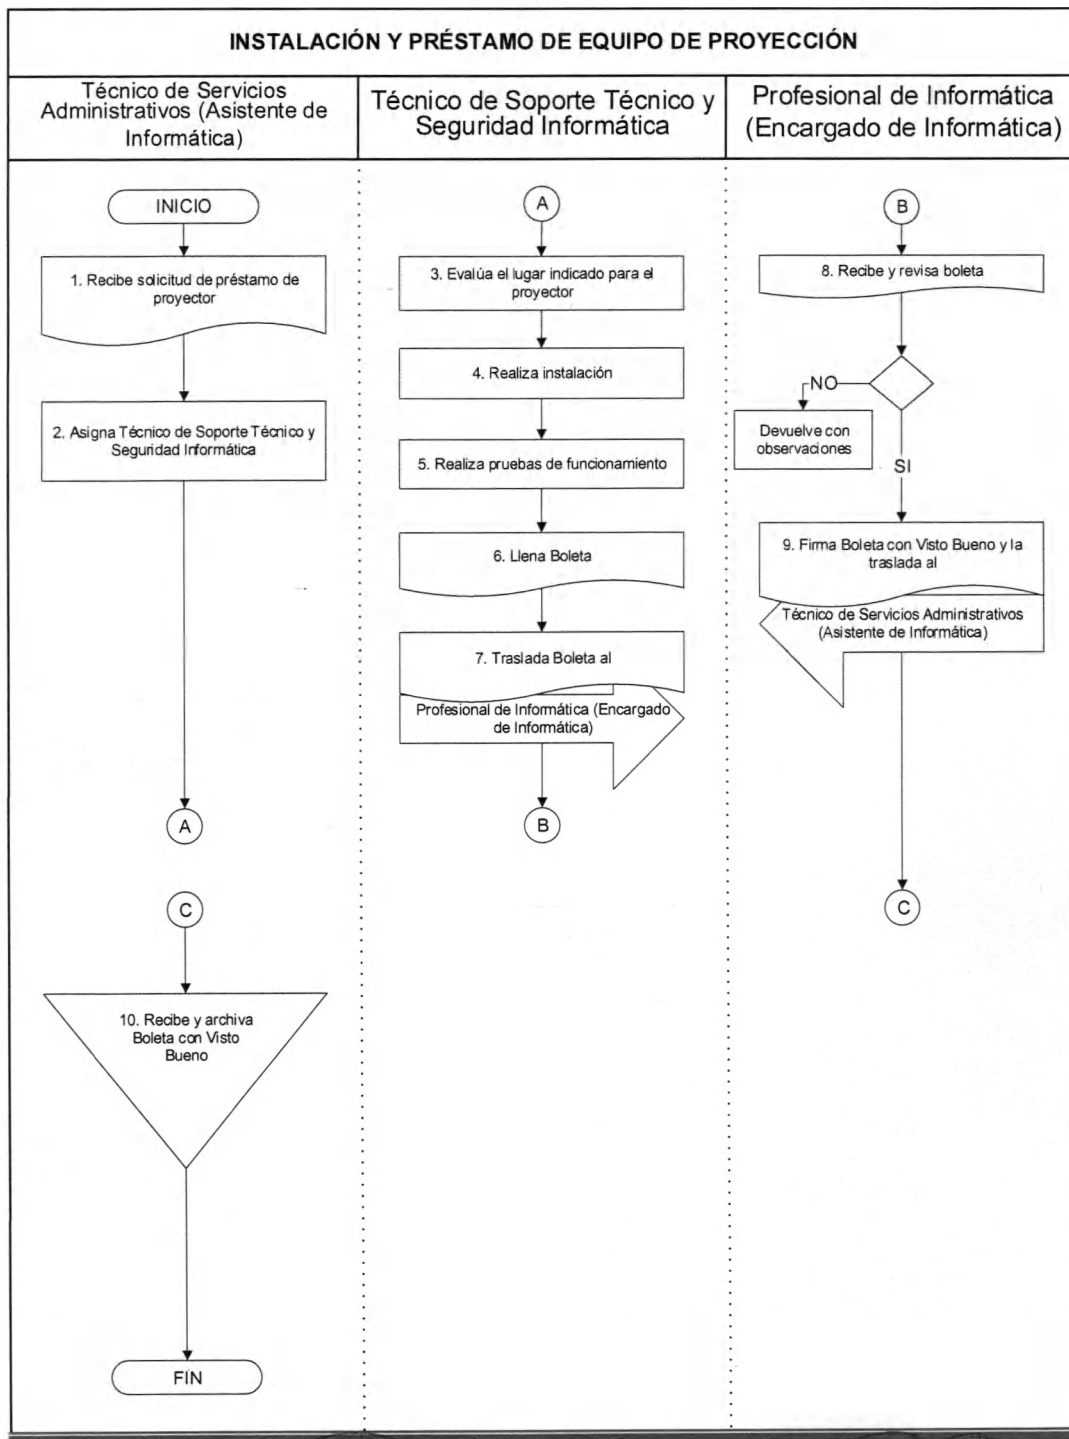 INSTALACIÓN Y PRÉSTAMO DE EQUIPO DE PROYECCIÓN
Técnico de Servicios
Administrativos (Asistente de
Informática)
Técnico de Soporte Técnico y
Seguridad Informática
Profesional de Informática
(Encargado de Informática)
INICIO
1. Recibe solicitud de préstamo de
proyector
2. Asigna Técnico de Soporte Técnico y
Seguridad Informática
A
A
3. Evalúa el lugar indicado para el
proyector
4. Realiza instalación
5. Realiza pruebas de funcionamiento
6. Llena Boleta
7. Traslada Boleta al
Profesional de Informática (Encargado
de Informática)
B
B
8. Recibe y revisa boleta
NO
Devuelve con
observaciones
SI
9. Firma Boleta con Visto Bueno y la
traslada al
Técnico de Servicios Administrativos
(Asistente de Informática)
C
C
10. Recibe y archiva
Boleta con Visto
Bueno
FIN